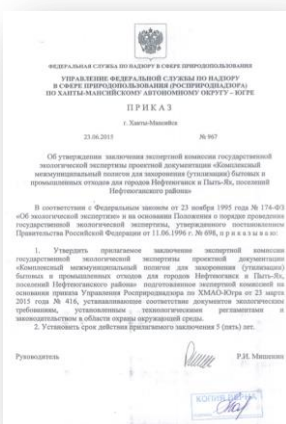 ФЕДЕРАЛЬНАЯ СЛУЖБА ПО НАДЗОРУ В СФЕРЕ ПРИРОДОПОЛЬЗОВАНИЯ
УПРАВЛЕНИЕ ФЕДЕРАЛЬНОЙ СЛУЖБЫ ПО НАДЗОРУ
В СФЕРЕ ПРИРОДОПОЛЬЗОВАНИЯ (РОСПРИРОДНАДЗОРА)
ПО ХАНТЫ-МАНСИЙСКОМУ АВТОНОМНОМУ ОКРУГУ – ЮГРЕ
ПРИКАЗ
г. Ханты-Мансийск
23.06.2015 № 967
Об утверждении заключения экспертной комиссии государственной
экологической экспертизы проектной документации «Комплексный
межмуниципальный полигон для захоронения (утилизации) бытовых и
промышленных отходов для городов Нефтеюганск и Пыть-Ях, поселений
Нефтеюганского района»
В соответствии с Федеральным законом от 23 ноября 1995 года № 174-ФЗ
«Об экологической экспертизе» и на основании Положения о порядке проведения
государственной экологической экспертизы, утвержденного постановлением
Правительства Российской Федерации от 11.06.1996 г. № 698, п р и к а з ы в а ю:
1. Утвердить прилагаемое заключение экспертной комиссии
государственной экологической экспертизы проектной документации
«Комплексный межмуниципальный полигон для захоронения (утилизации)
бытовых и промышленных отходов для городов Нефтеюганск и Пыть-Ях,
поселений Нефтеюганского района» подготовленное экспертной комиссией на
основании приказа Управления Росприроднадзора по ХМАО-Югра от 23 марта
2015 года № 416, устанавливающее соответствие документов экологическим
требованиям, установленным техническими регламентами и
законодательством в области охраны окружающей среды.
2. Установить срок действия прилагаемого заключения 5 (пять) лет.
Руководитель Р.И. Мишенин
КОПИЯ ВЕРНА